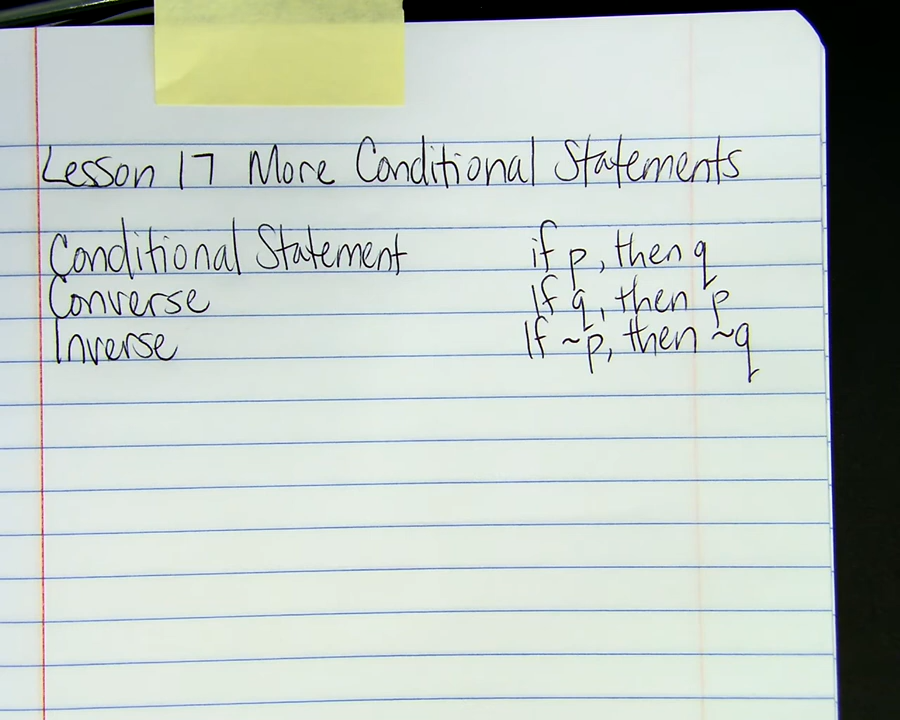 Lesson 17 More Conditional Statements
Conditional Statement if p, then q
Converse If q, then p
Inverse If ~p, then ~q